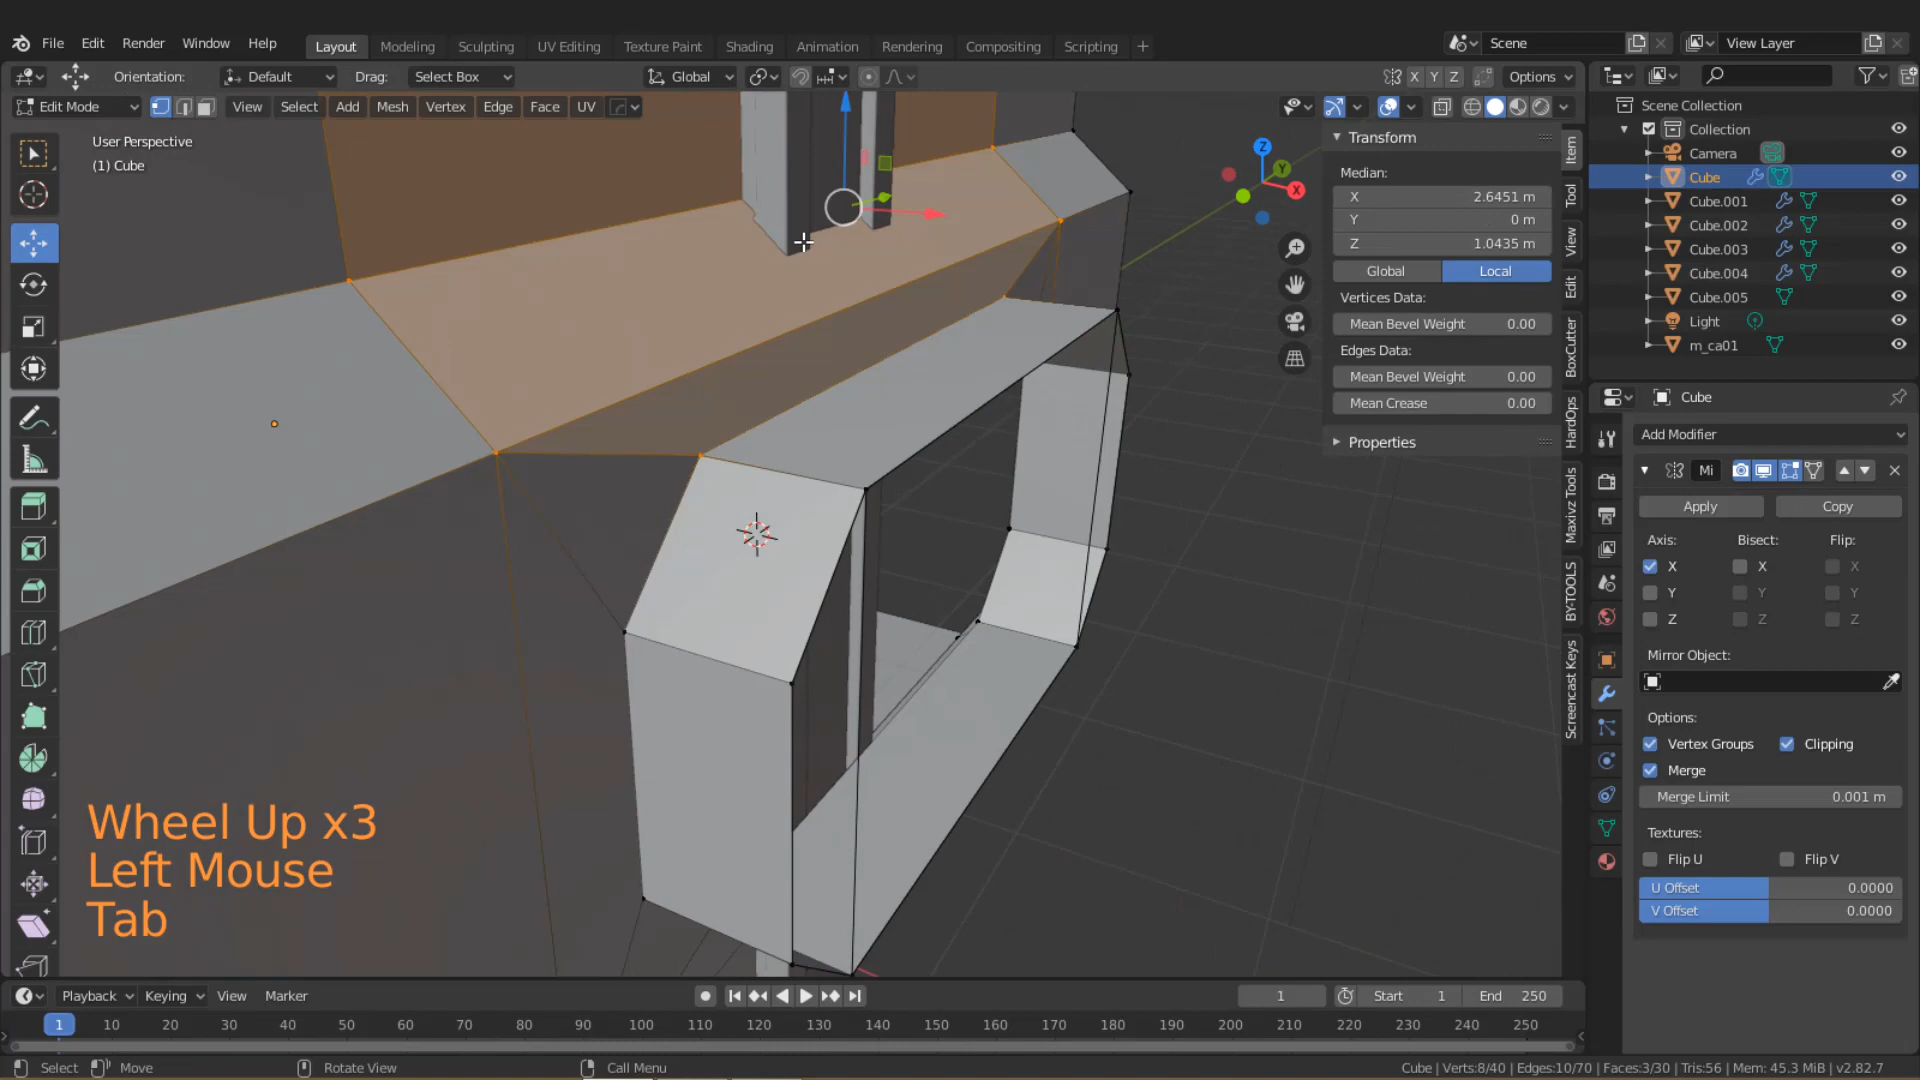 File Edit Render Window Help Layout Modeling Sculpting UV Editing Texture Paint Shading Animation Rendering Compositing Scripting + Scene View Layer
Orientation: Default Drag: Select Box Global X Y Z Options
Edit Mode View Select Add Mesh Vertex Edge Face UV
User Perspective
(1) Cube
Z
Y
X
Transform
Median:
X 2.6451 m
Y 0 m
Z 1.0435 m
Global Local
Vertices Data:
Mean Bevel Weight 0.00
Edges Data:
Mean Bevel Weight 0.00
Mean Crease 0.00
Properties
Item
Tool
View
Edit
BoxCutter
HardOps
Maxivz Tools
BY-TOOLS
Screencast Keys
Scene Collection
Collection
Camera
Cube
Cube.001
Cube.002
Cube.003
Cube.004
Cube.005
Light
m_ca01
Cube
Add Modifier
Mi
Apply Copy
Axis: Bisect: Flip:
X X X
Y Y Y
Z Z Z
Mirror Object:
Options:
Vertex Groups Clipping
Merge
Merge Limit 0.001 m
Textures:
Flip U Flip V
U Offset 0.0000
V Offset 0.0000
Wheel Up x3
Left Mouse
Tab
Playback Keying View Marker 1 Start 1 End 250
1 10 20 30 40 50 60 70 80 90 100 110 120 130 140 150 160 170 180 190 200 210 220 230 240 250
Select Move Rotate View Call Menu Cube | Verts:8/40 | Edges:10/70 | Faces:3/30 | Tris:56 | Mem: 45.3 MiB | v2.82.7